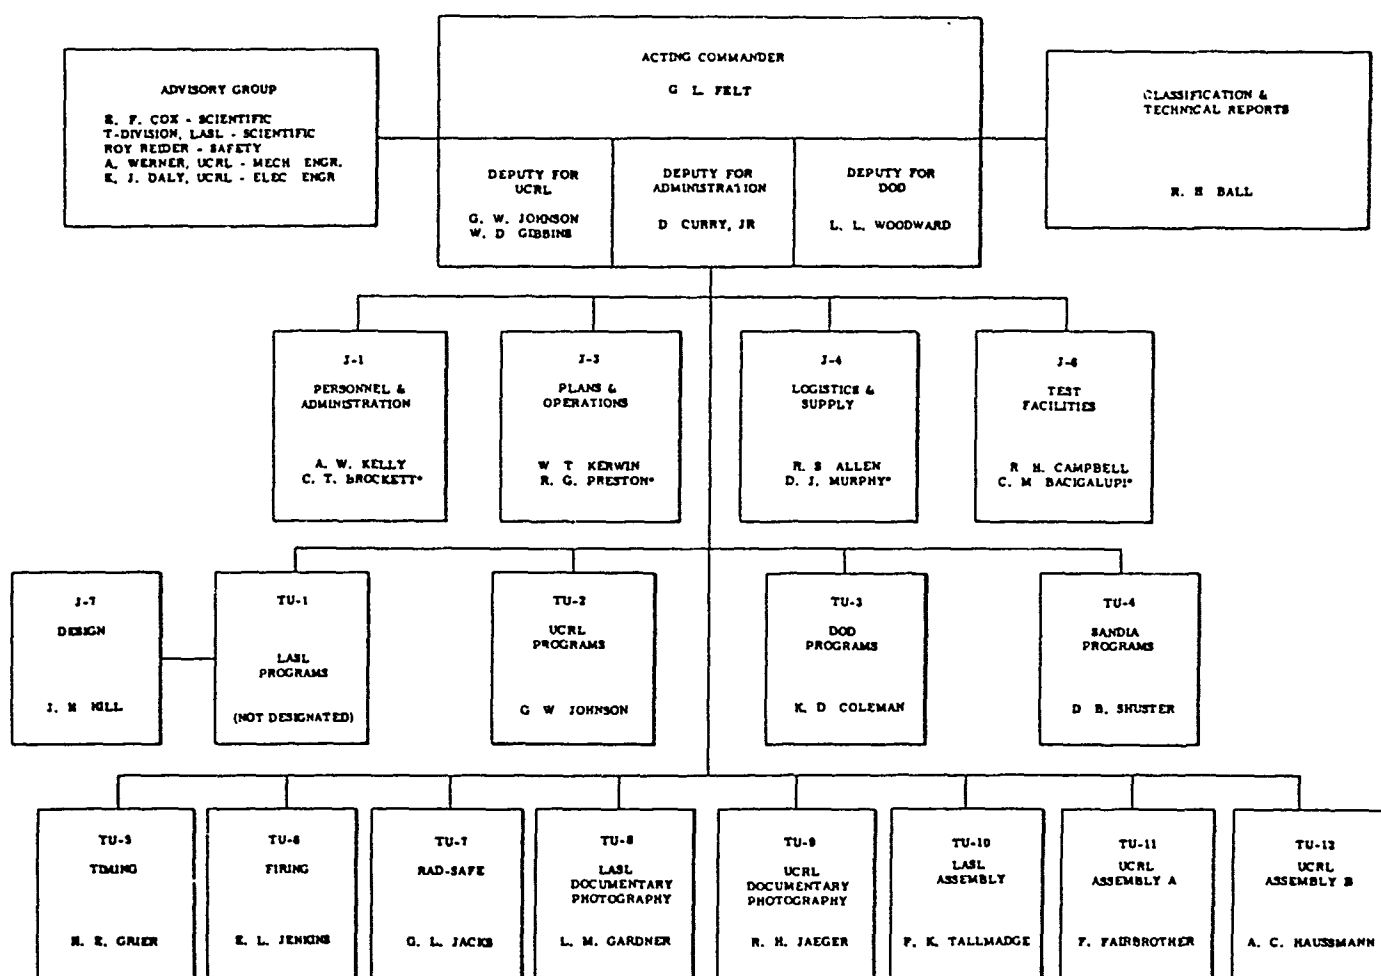 ACTING COMMANDER
G L. FELT
ADVISORY GROUP
E. F. COX - SCIENTIFIC
T-DIVISION, LASL - SCIENTIFIC
ROY REIDER - SAFETY
A. WERNER, UCRL - MECH ENGR.
E. J. DALY, UCRL - ELEC ENGR
CLASSIFICATION &
TECHNICAL REPORTS
R. H BALL
DEPUTY FOR
UCRL
G. W. JOHNSON
W. D GIBBINS
DEPUTY FOR
ADMINISTRATION
D CURRY, JR
DEPUTY FOR
DOD
L. L. WOODWARD
J-1
PERSONNEL &
ADMINISTRATION
A. W. KELLY
C. T. BROCKETT*
J-3
PLANS &
OPERATIONS
W T KERWIN
R. G. PRESTON*
J-4
LOGISTICS &
SUPPLY
R. S ALLEN
D. J. MURPHY*
J-6
TEST
FACILITIES
R H. CAMPBELL
C. M BACIGALUPI*
J-7
DESIGN
J. H HILL
TU-1
LASL
PROGRAMS
(NOT DESIGNATED)
TU-2
UCRL
PROGRAMS
G W JOHNSON
TU-3
DOD
PROGRAMS
K. D COLEMAN
TU-4
SANDIA
PROGRAMS
D B. SHUSTER
TU-5
TIMING
H. E. GRIER
TU-6
FIRING
E. L. JENKINS
TU-7
RAD-SAFE
G. L. JACKS
TU-8
LASL
DOCUMENTARY
PHOTOGRAPHY
L. M. GARDNER
TU-9
UCRL
DOCUMENTARY
PHOTOGRAPHY
R. H. JAEGER
TU-10
LASL
ASSEMBLY
F. K. TALLMADGE
TU-11
UCRL
ASSEMBLY A
F. FAIRBROTHER
TU-12
UCRL
ASSEMBLY B
A. C. HAUSSMANN